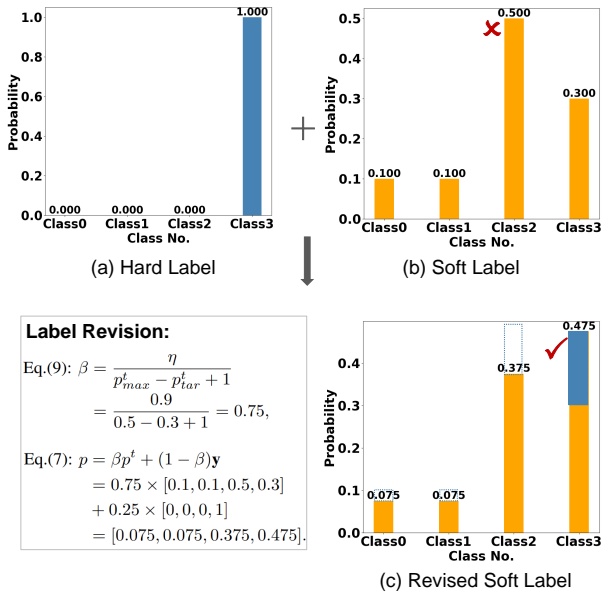 1.000
1.0
0.8
0.6
0.4
0.2
0.0
Probability
0.000
0.000
0.000
Class0
Class1
Class2
Class3
Class No.
(a) Hard Label
+
0.500
0.5
0.4
0.3
0.2
0.1
0.0
Probability
0.100
0.100
0.300
Class0
Class1
Class2
Class3
Class No.
(b) Soft Label
Label Revision:
Eq.(9): β = η / (p^t_{max} − p^t_{tar} + 1)
= 0.9 / (0.5 − 0.3 + 1) = 0.75,
Eq.(7): p = βp^t + (1 − β)y
= 0.75 × [0.1, 0.1, 0.5, 0.3]
+ 0.25 × [0, 0, 0, 1]
= [0.075, 0.075, 0.375, 0.475].
0.475
0.4
0.3
0.2
0.1
0.0
Probability
0.075
0.075
0.375
Class0
Class1
Class2
Class3
Class No.
(c) Revised Soft Label